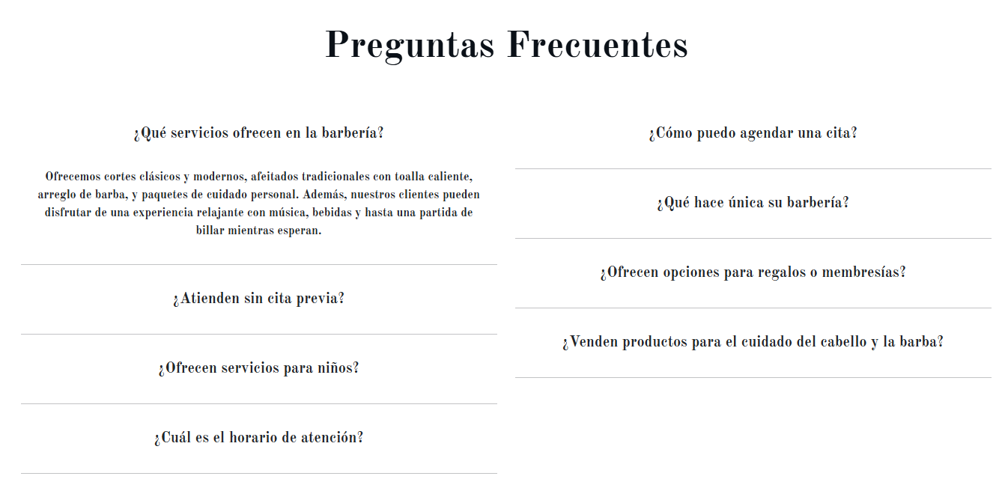 Preguntas Frecuentes
¿Qué servicios ofrecen en la barbería?
Ofrecemos cortes clásicos y modernos, afeitados tradicionales con toalla caliente,
arreglo de barba, y paquetes de cuidado personal. Además, nuestros clientes pueden
disfrutar de una experiencia relajante con música, bebidas y hasta una partida de
billar mientras esperan.
¿Atienden sin cita previa?
¿Ofrecen servicios para niños?
¿Cuál es el horario de atención?
¿Cómo puedo agendar una cita?
¿Qué hace única su barbería?
¿Ofrecen opciones para regalos o membresías?
¿Venden productos para el cuidado del cabello y la barba?